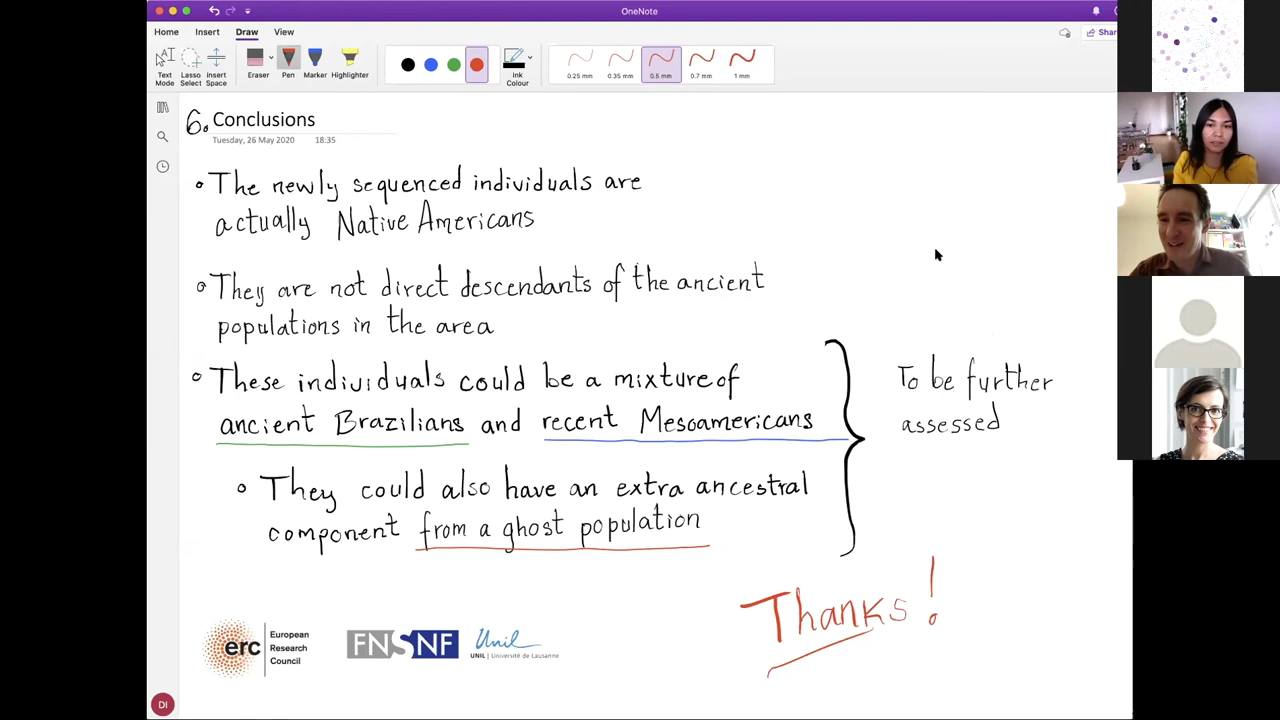 OneNote
Home Insert Draw View
Shar
Text Mode
Lasso Select
Insert Space
Eraser
Pen
Marker
Highlighter
Ink Colour
0.25 mm
0.35 mm
0.5 mm
0.7 mm
1 mm
6. Conclusions
Tuesday, 26 May 2020 18:35
The newly sequenced individuals are
actually Native Americans
They are not direct descendants of the ancient
populations in the area
These individuals could be a mixture of
ancient Brazilians and recent Mesoamericans
To be further
assessed
They could also have an extra ancestral
component from a ghost population
Thanks!
erc
European
Research
Council
FNSNF
Unil
UNIL | Université de Lausanne
DI